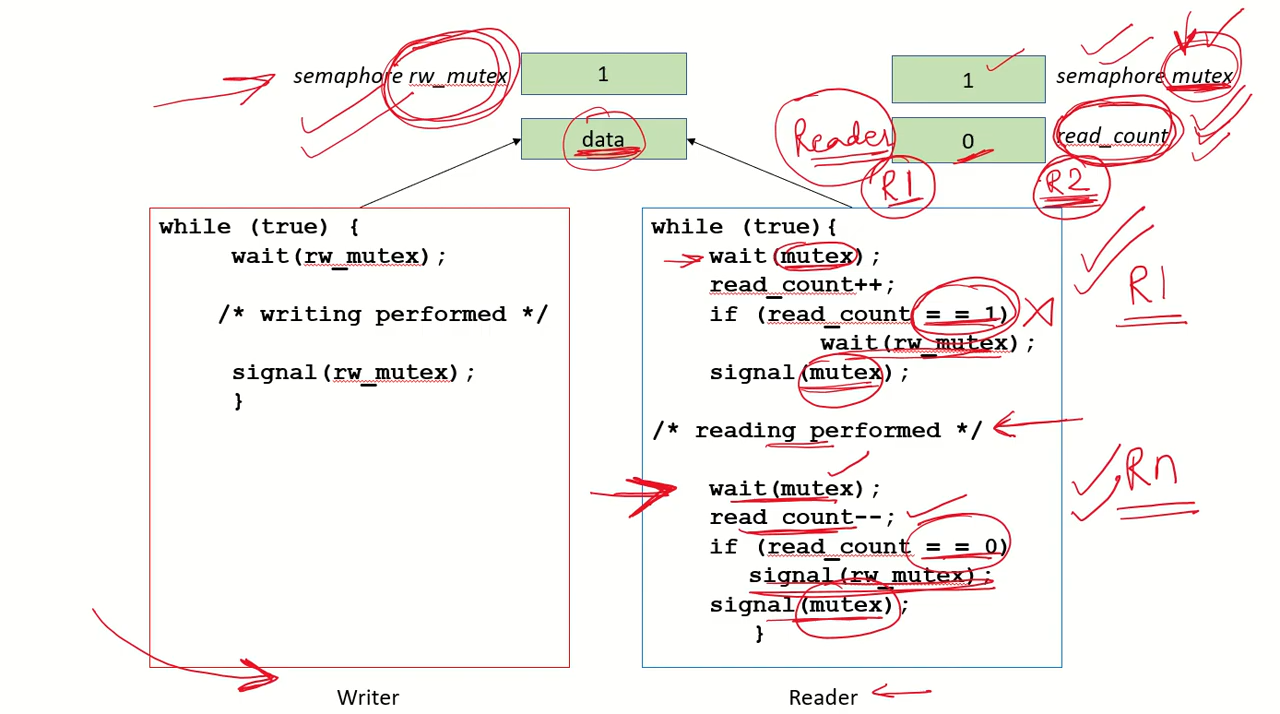 semaphore rw_mutex 1
1 semaphore mutex
data
Reader 0 read_count
R1 R2
while (true) {
wait(rw_mutex);
/* writing performed */
signal(rw_mutex);
}
while (true){
wait(mutex);
read_count++;
if (read_count == 1)
wait(rw_mutex);
signal(mutex);
/* reading performed */
wait(mutex);
read count--;
if (read_count == 0)
signal(rw_mutex);
signal(mutex);
}
R1
Rn
Writer
Reader